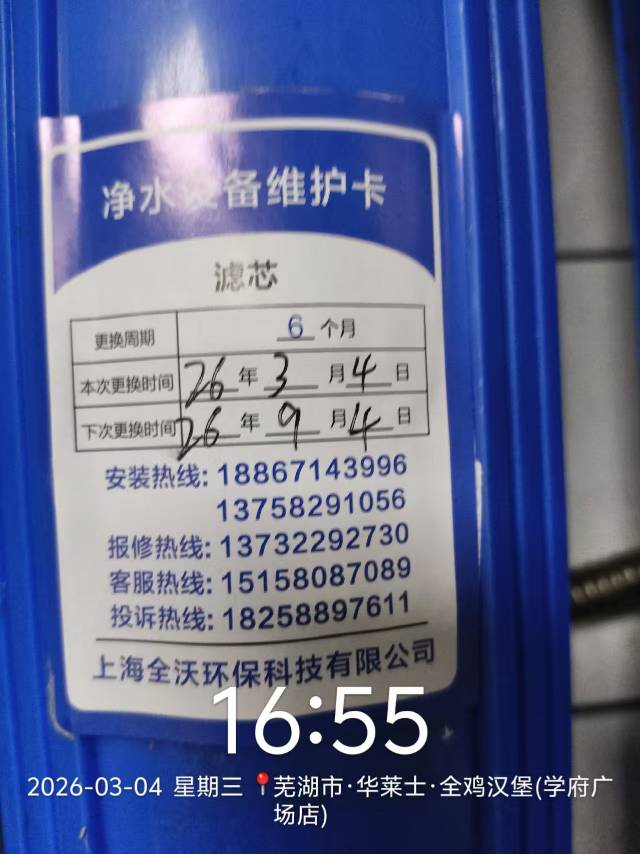 净水设备维护卡
滤芯
更换周期 6 个月
本次更换时间 26 年 3 月 4 日
下次更换时间 26 年 9 月 4 日
安装热线: 18867143996
13758291056
报修热线: 13732292730
客服热线: 15158087089
投诉热线: 18258897611
上海全沃环保科技有限公司
16:55
2026-03-04 星期三 📍芜湖市·华莱士·全鸡汉堡(学府广
场店)